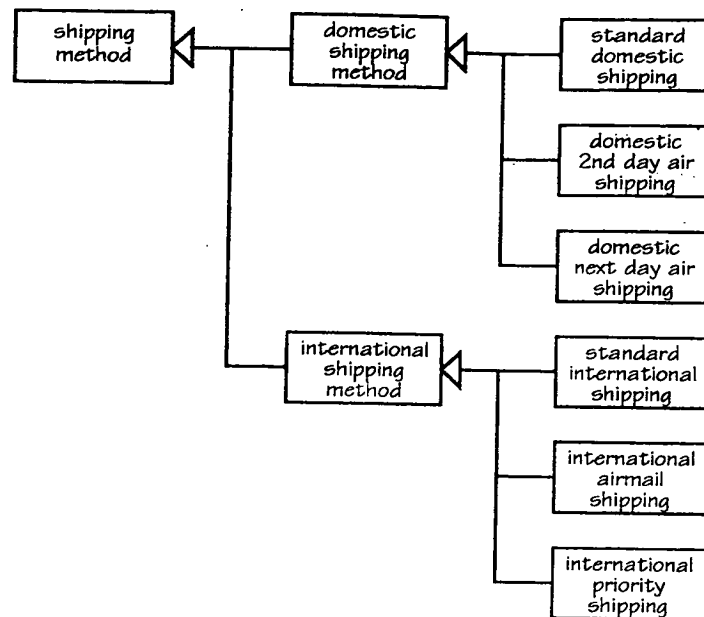 shipping
method
domestic
shipping
method
standard
domestic
shipping
domestic
2nd day air
shipping
domestic
next day air
shipping
international
shipping
method
standard
international
shipping
international
airmail
shipping
international
priority
shipping